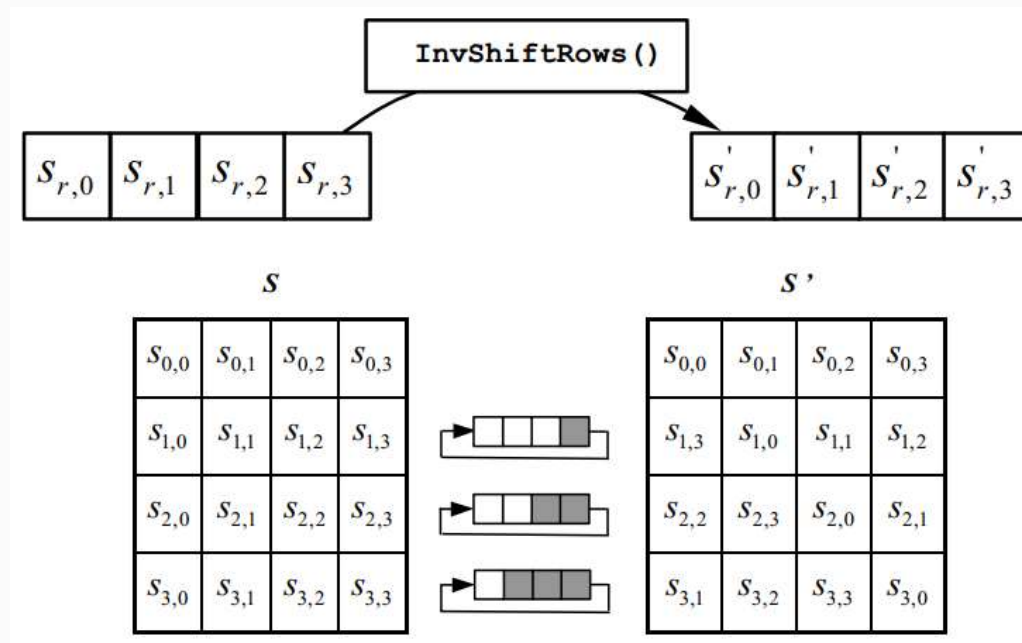 InvShiftRows()
S_{r,0} S_{r,1} S_{r,2} S_{r,3} S'_{r,0} S'_{r,1} S'_{r,2} S'_{r,3}
S S'
S_{0,0} S_{0,1} S_{0,2} S_{0,3} S_{0,0} S_{0,1} S_{0,2} S_{0,3}
S_{1,0} S_{1,1} S_{1,2} S_{1,3} S_{1,3} S_{1,0} S_{1,1} S_{1,2}
S_{2,0} S_{2,1} S_{2,2} S_{2,3} S_{2,2} S_{2,3} S_{2,0} S_{2,1}
S_{3,0} S_{3,1} S_{3,2} S_{3,3} S_{3,1} S_{3,2} S_{3,3} S_{3,0}